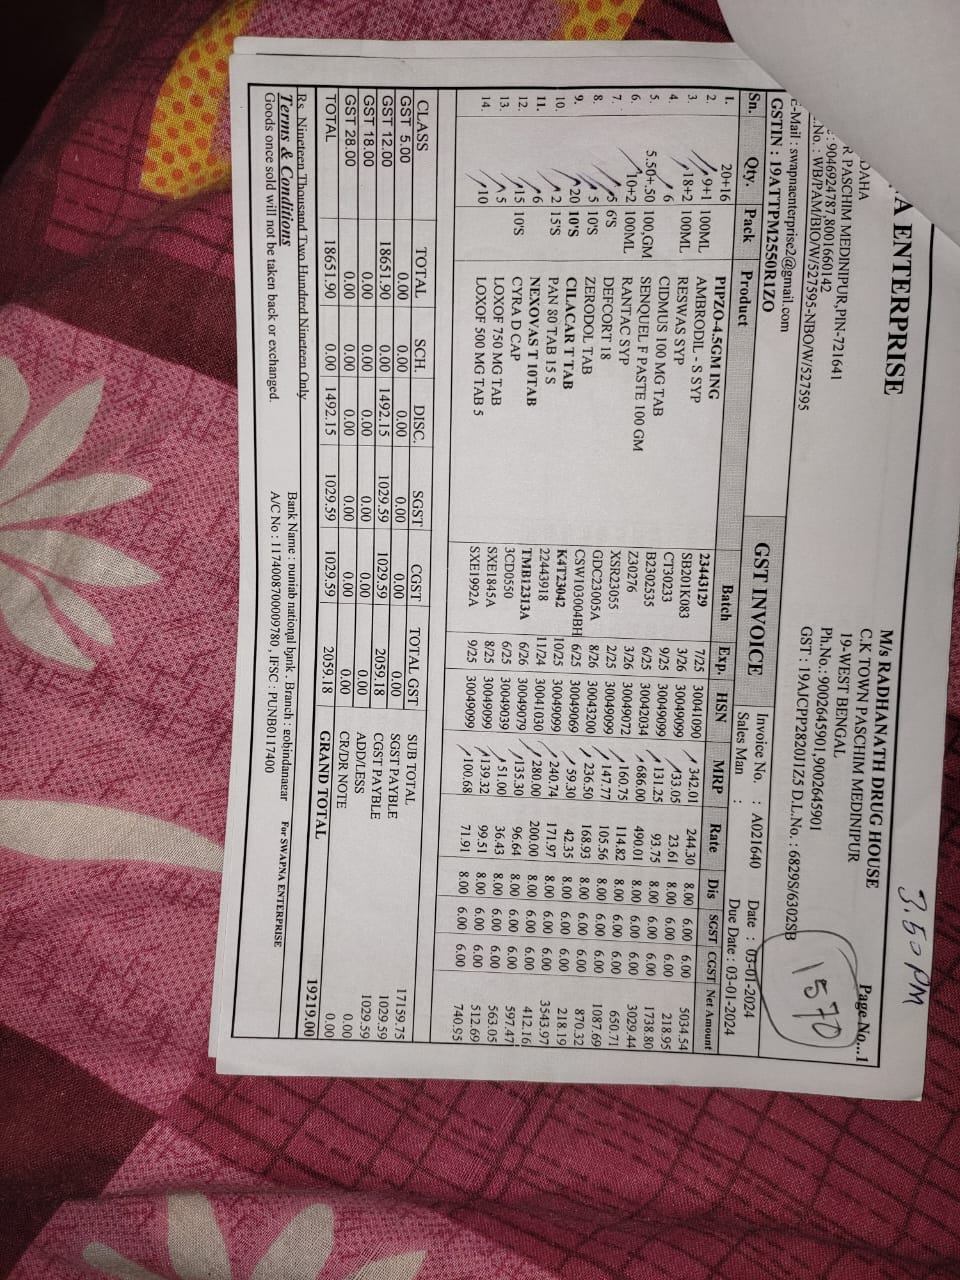 3.50 PM
A ENTERPRISE
DAHA
R PASCHIM MEDINIPUR,PIN-721641
: 9046924787,8001660142
.No. : WB/PAM/BIO/W/527595-NBO/W/527595
E-Mail : swapnaenterprise2@gmail.com
GSTIN : 19ATTPM2550R1ZO
Page No...1
M/s RADHANATH DRUG HOUSE
C.K TOWN PASCHIM MEDINIPUR
19-WEST BENGAL
Ph.No.: 9002645901,9002645901
GST : 19AJCPP2820J1Z5 D.L.No. : 6829S/6302SB
1570
GST INVOICE
Invoice No. : A021640 Date : 03-01-2024
Sales Man : Due Date : 03-01-2024
Sn. Qty. Pack Product Batch Exp. HSN MRP Rate Dis SGST CGST Net Amount
1. 20+16 PIPZO-4.5GM ING 23443129 7/25 30041090 342.01 244.30 8.00 6.00 6.00 5034.54
2. 9+1 100ML AMBRODIL - S SYP SB201K083 3/26 30049099 33.05 23.61 8.00 6.00 6.00 218.95
3. 18+2 100ML RESWAS SYP CT30233 9/25 30049099 131.25 93.75 8.00 6.00 6.00 1738.80
4. 6 CIDMUS 100 MG TAB B2302535 6/25 30042034 686.00 490.01 8.00 6.00 6.00 3029.44
5. 5.50+.50 100,GM SENQUEL F PASTE 100 GM Z30276 3/26 30049072 160.75 114.82 8.00 6.00 6.00 650.71
6. 10+2 100ML RANTAC SYP XSR23055 2/25 30049099 147.77 105.56 8.00 6.00 6.00 1087.69
7. 5 6'S DEFCORT 18 GDC23005A 8/26 30043200 236.50 168.93 8.00 6.00 6.00 870.32
8. 5 10'S ZERODOL TAB CSW103004BH 6/25 30049069 59.30 42.35 8.00 6.00 6.00 218.19
9. 20 10'S CILACAR T TAB K4T23042 10/25 30049099 240.74 171.97 8.00 6.00 6.00 3543.97
10. 2 15'S PAN 80 TAB 15 S 22443918 11/24 30041030 280.00 200.00 8.00 6.00 6.00 412.16
11. 6 NEXOVAS T 10TAB TMB12313A 6/26 30049079 135.30 96.64 8.00 6.00 6.00 597.47
12. 15 10'S CYRA D CAP 3CD0550 6/25 30049039 51.00 36.43 8.00 6.00 6.00 563.05
13. 5 LOXOF 750 MG TAB SXE1845A 8/25 30049099 139.32 99.51 8.00 6.00 6.00 512.69
14. 10 LOXOF 500 MG TAB 5 SXE1992A 9/25 30049099 100.68 71.91 8.00 6.00 6.00 740.95
CLASS TOTAL SCH. DISC. SGST CGST TOTAL GST SUB TOTAL 17159.75
GST 5.00 0.00 0.00 0.00 0.00 0.00 0.00 SGST PAYBLE 1029.59
GST 12.00 18651.90 0.00 1492.15 1029.59 1029.59 2059.18 CGST PAYBLE 1029.59
GST 18.00 0.00 0.00 0.00 0.00 0.00 0.00 ADD/LESS 0.00
GST 28.00 0.00 0.00 0.00 0.00 0.00 0.00 CR/DR NOTE 0.00
TOTAL 18651.90 0.00 1492.15 1029.59 1029.59 2059.18 GRAND TOTAL 19219.00
Rs. Nineteen Thousand Two Hundred Nineteen Only
Terms & Conditions
Goods once sold will not be taken back or exchanged.
Bank Name : punjab national bank , Branch : gobindanagar
A/C No : 1174008700009780 , IFSC : PUNB0117400
For SWAPNA ENTERPRISE